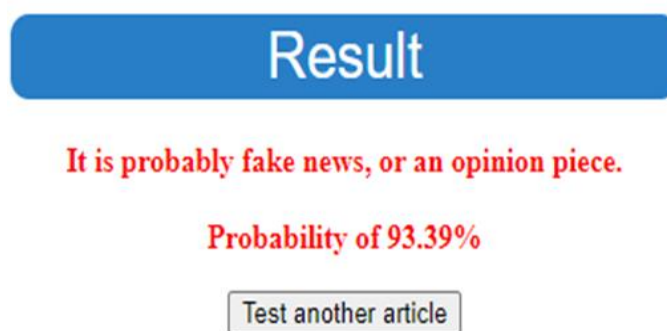 Result
It is probably fake news, or an opinion piece.
Probability of 93.39%
Test another article